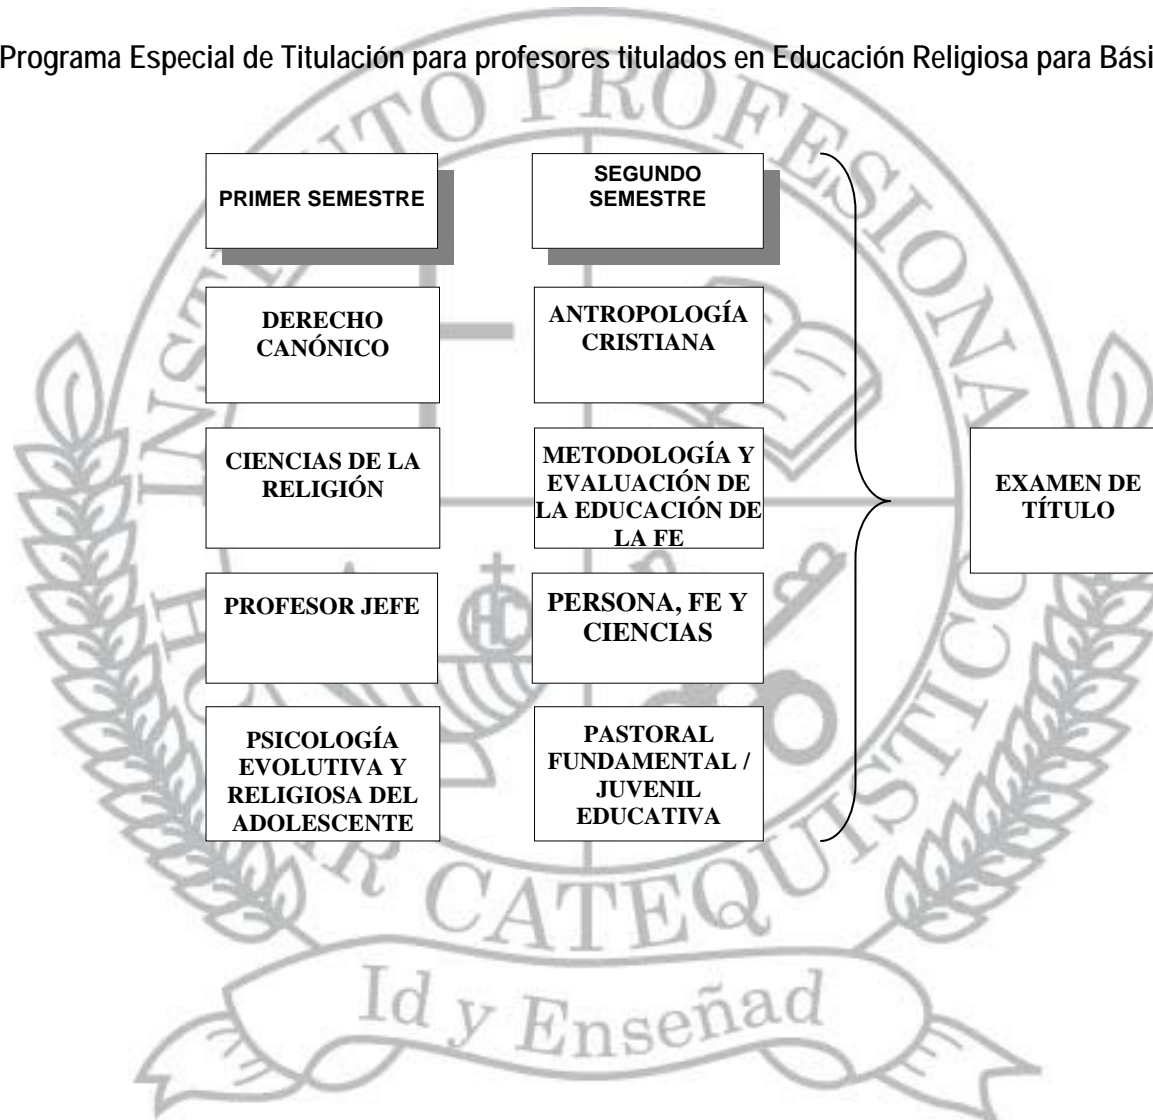 Programa Especial de Titulación para profesores titulados en Educación Religiosa para Bási
PRIMER SEMESTRE
SEGUNDO
SEMESTRE
DERECHO
CANÓNICO
ANTROPOLOGÍA
CRISTIANA
CIENCIAS DE LA
RELIGIÓN
METODOLOGÍA Y
EVALUACIÓN DE
LA EDUCACIÓN DE
LA FE
EXAMEN DE
TÍTULO
PROFESOR JEFE
PERSONA, FE Y
CIENCIAS
PSICOLOGÍA
EVOLUTIVA Y
RELIGIOSA DEL
ADOLESCENTE
PASTORAL
FUNDAMENTAL /
JUVENIL
EDUCATIVA
CATEQUISTICO
Id y Enseñad